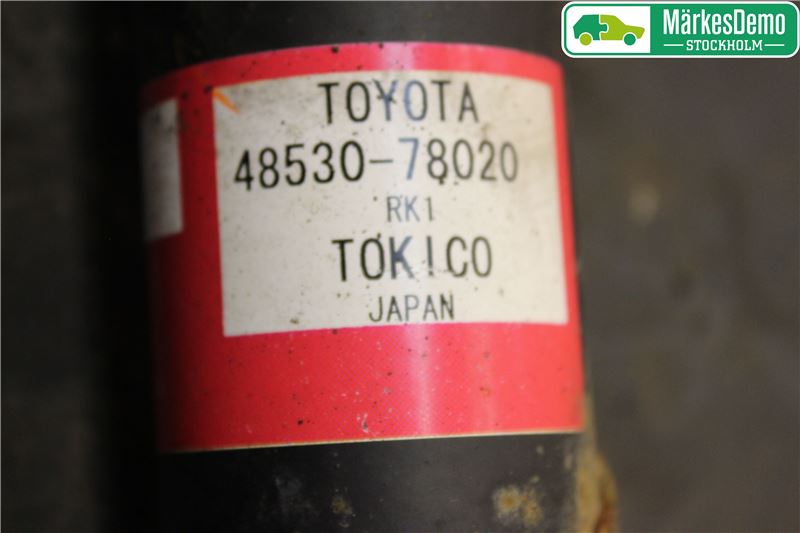 MärkesDemo
STOCKHOLM
TOYOTA
48530-78020
RK1
TOKICO
JAPAN